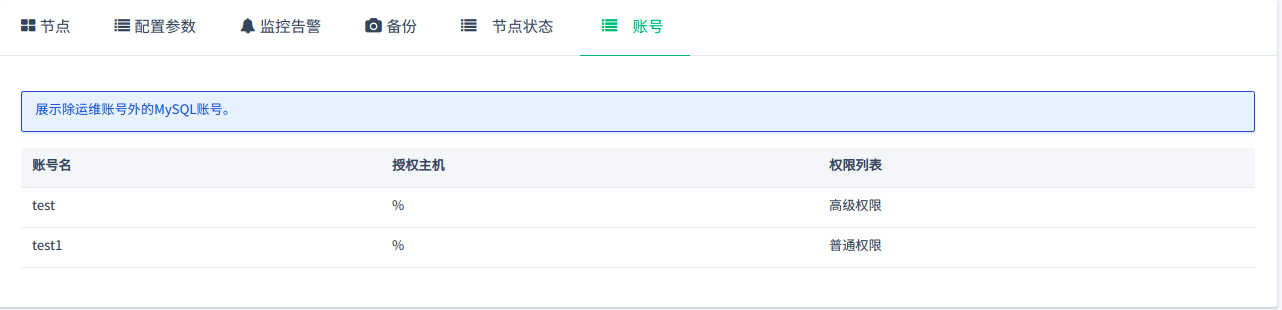 节点 配置参数 监控告警 备份 节点状态 账号
展示除运维账号外的MySQL账号。
账号名 授权主机 权限列表
test % 高级权限
test1 % 普通权限